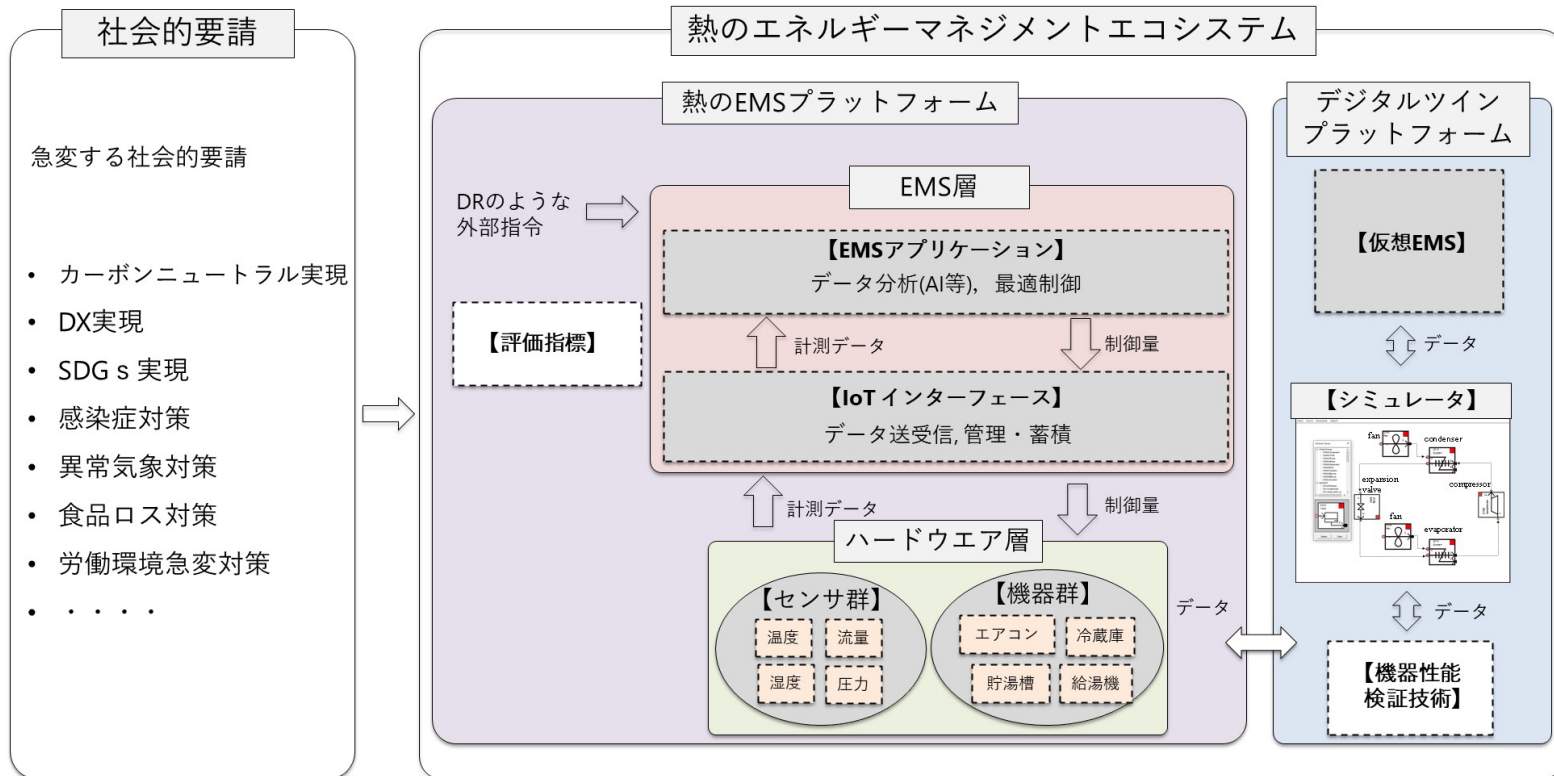 社会的要請
急変する社会的要請
• カーボンニュートラル実現
• DX実現
• SDGｓ実現
• 感染症対策
• 異常気象対策
• 食品ロス対策
• 労働環境急変対策
• ・・・・
熱のエネルギーマネジメントエコシステム
熱のEMSプラットフォーム
DRのような
外部指令
【評価指標】
EMS層
【EMSアプリケーション】
データ分析(AI等)，最適制御
計測データ
制御量
【IoT インターフェース】
データ送受信, 管理・蓄積
計測データ
制御量
ハードウエア層
【センサ群】
温度
流量
湿度
圧力
【機器群】
エアコン
冷蔵庫
貯湯槽
給湯機
データ
デジタルツイン
プラットフォーム
【仮想EMS】
データ
【シミュレータ】
fan
condenser
expansion
valve
compressor
fan
evaporator
データ
【機器性能
検証技術】